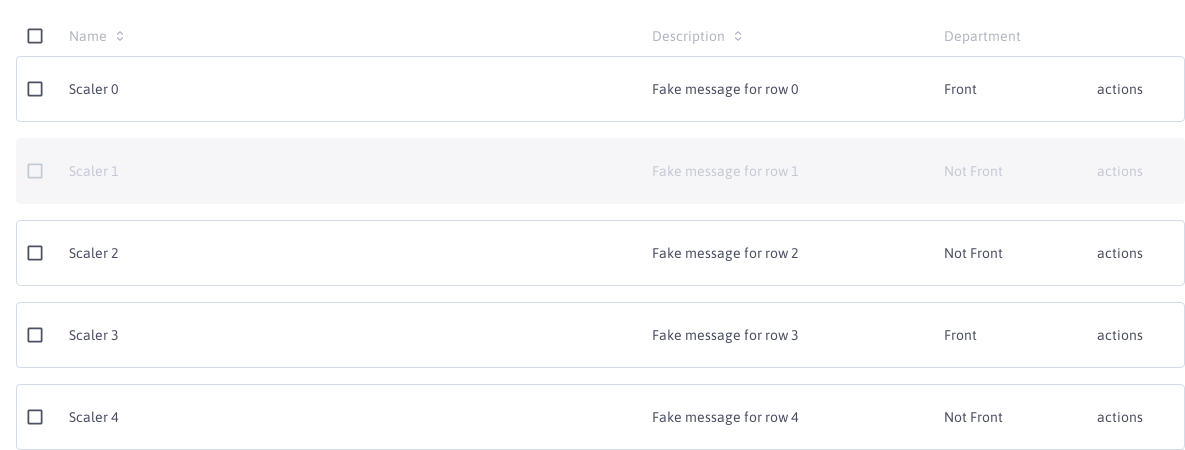 Name Description Department
Scaler 0 Fake message for row 0 Front actions
Scaler 1 Fake message for row 1 Not Front actions
Scaler 2 Fake message for row 2 Not Front actions
Scaler 3 Fake message for row 3 Front actions
Scaler 4 Fake message for row 4 Not Front actions